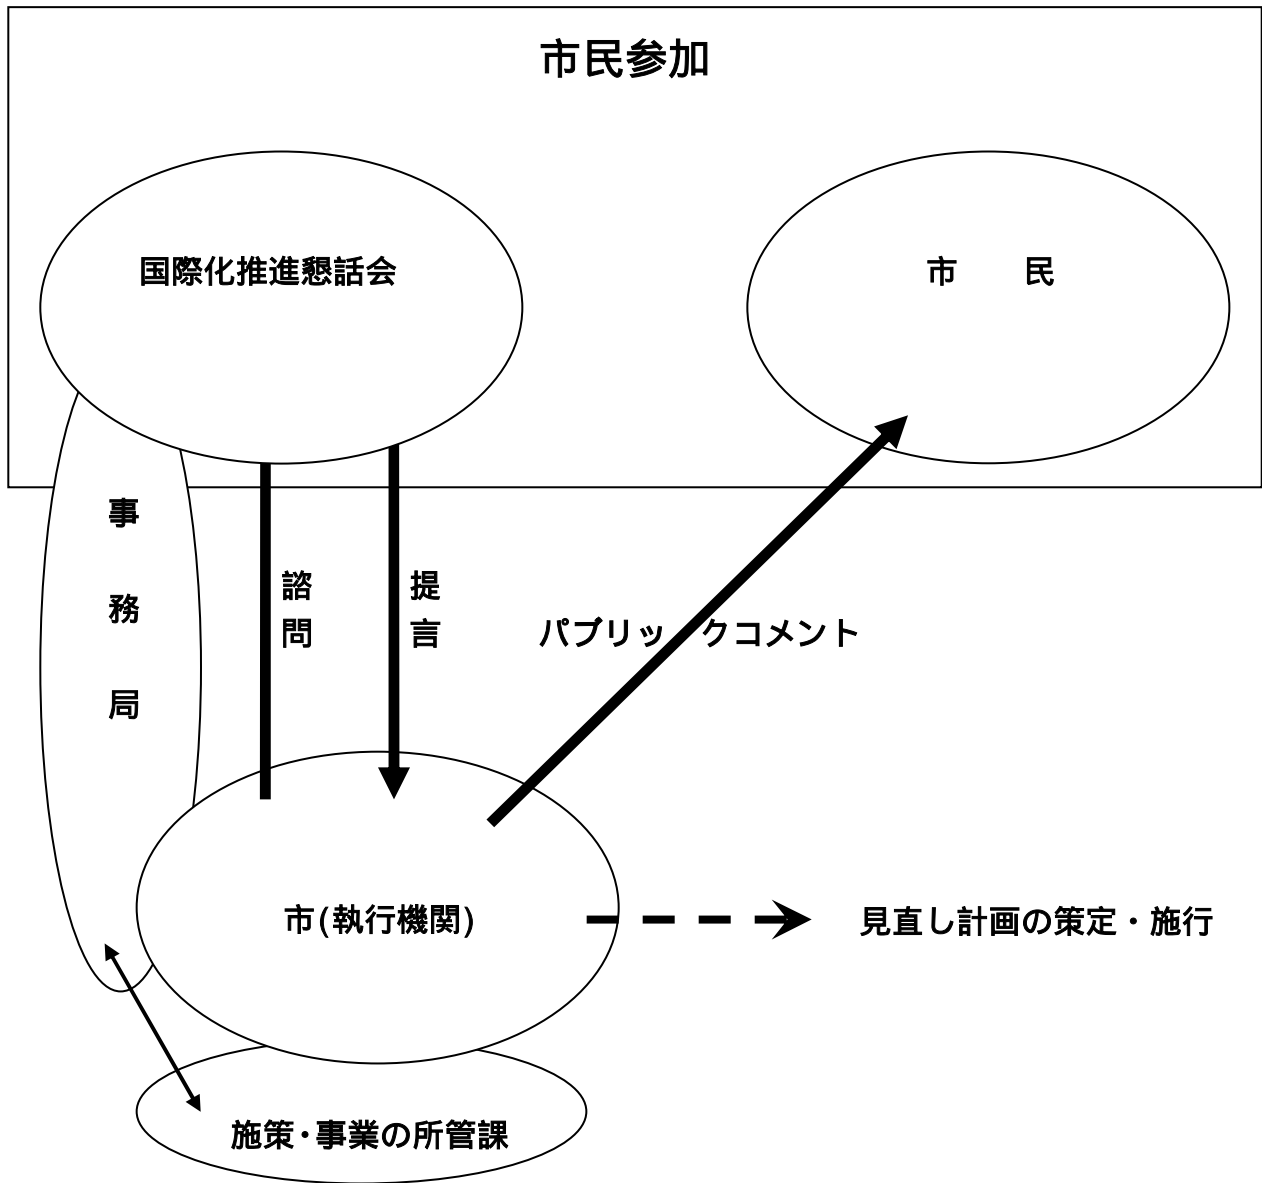 市民参加
国際化推進懇話会
市　　民
事務局
諮問
提言
パブリックコメント
市(執行機関)
見直し計画の策定・施行
施策･事業の所管課